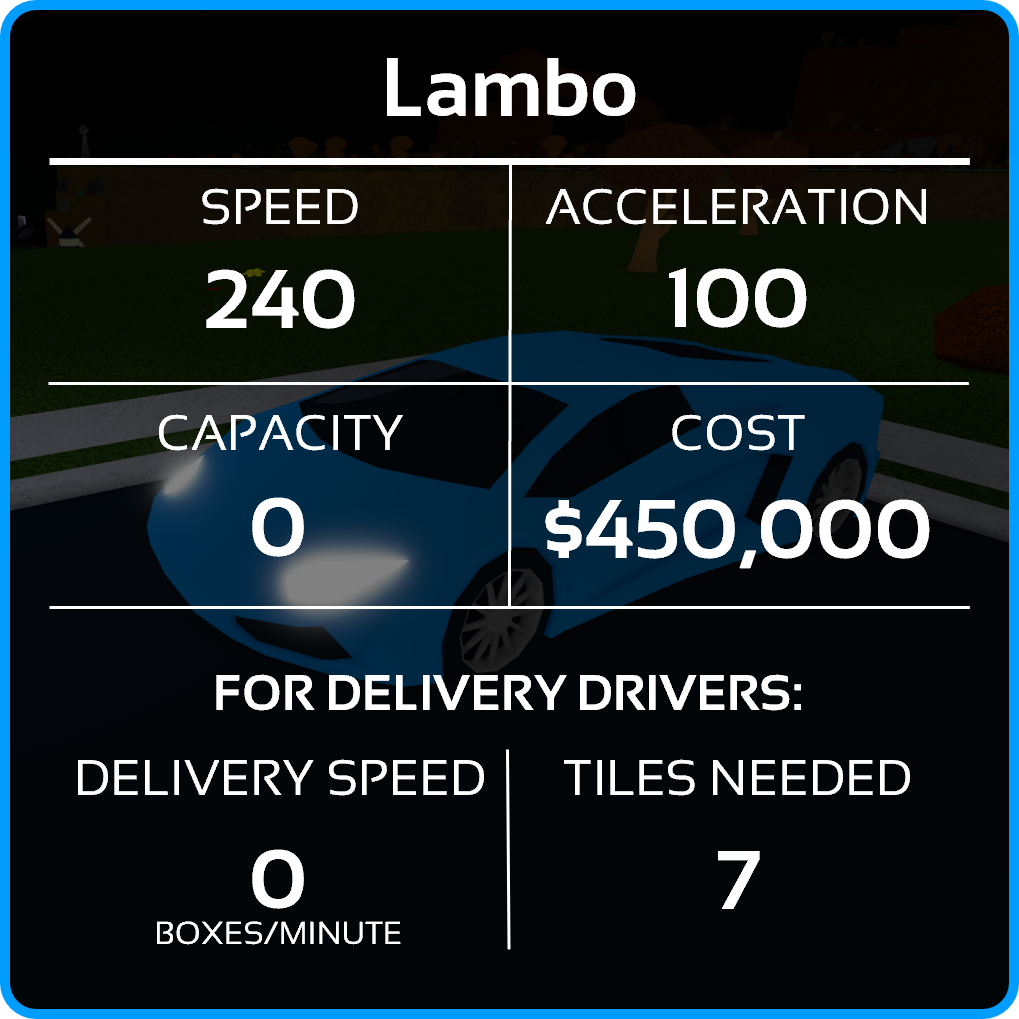 Lambo
SPEED
ACCELERATION
240
100
CAPACITY
COST
0
$450,000
FOR DELIVERY DRIVERS:
DELIVERY SPEED
TILES NEEDED
0
7
BOXES/MINUTE